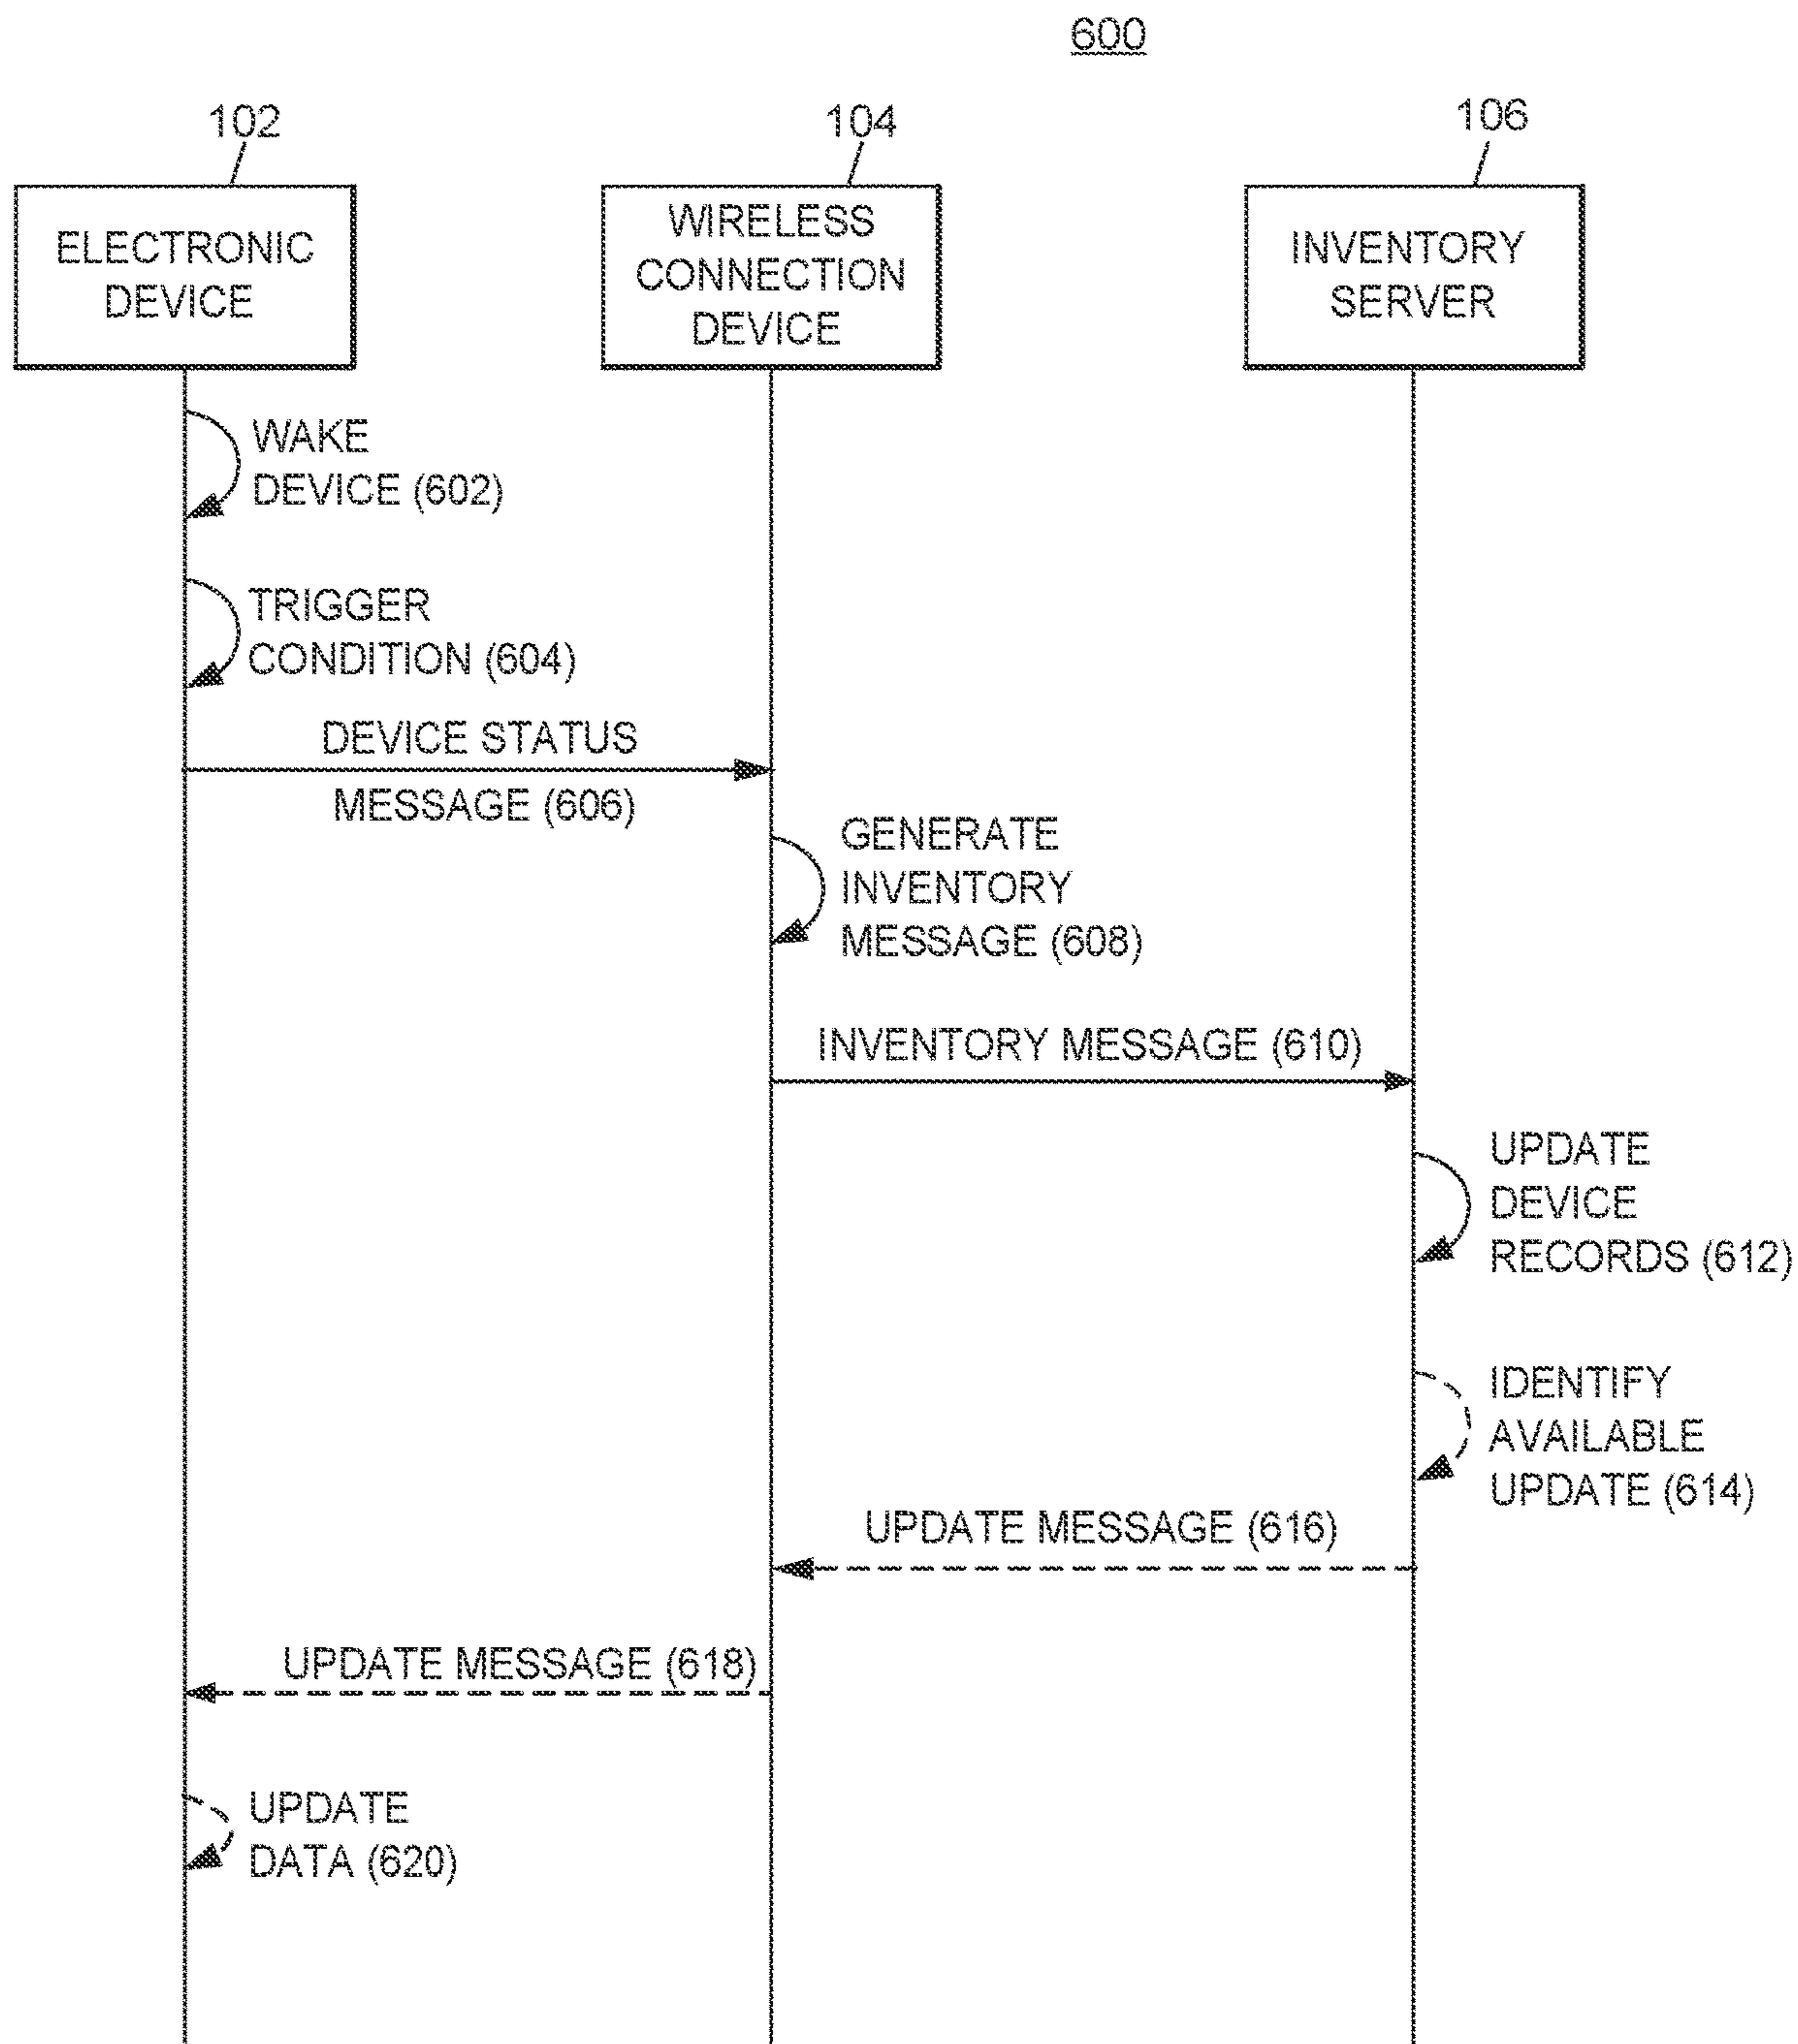 600
102
104
106
ELECTRONIC
DEVICE
WIRELESS
CONNECTION
DEVICE
INVENTORY
SERVER
WAKE
DEVICE (602)
TRIGGER
CONDITION (604)
DEVICE STATUS
MESSAGE (606)
GENERATE
INVENTORY
MESSAGE (608)
INVENTORY MESSAGE (610)
UPDATE
DEVICE
RECORDS (612)
IDENTIFY
AVAILABLE
UPDATE (614)
UPDATE MESSAGE (616)
UPDATE MESSAGE (618)
UPDATE
DATA (620)